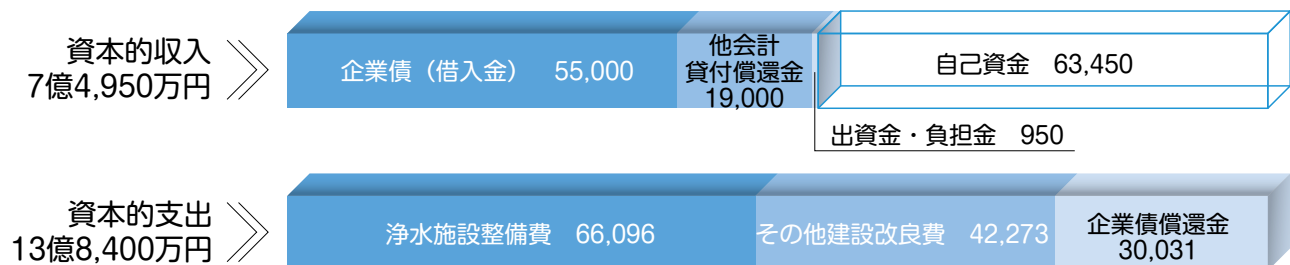 資本的収入
7億4,950万円
企業債（借入金）　55,000
他会計
貸付償還金
19,000
自己資金　63,450
出資金・負担金　950
資本的支出
13億8,400万円
浄水施設整備費　66,096
その他建設改良費　42,273
企業債償還金
30,031